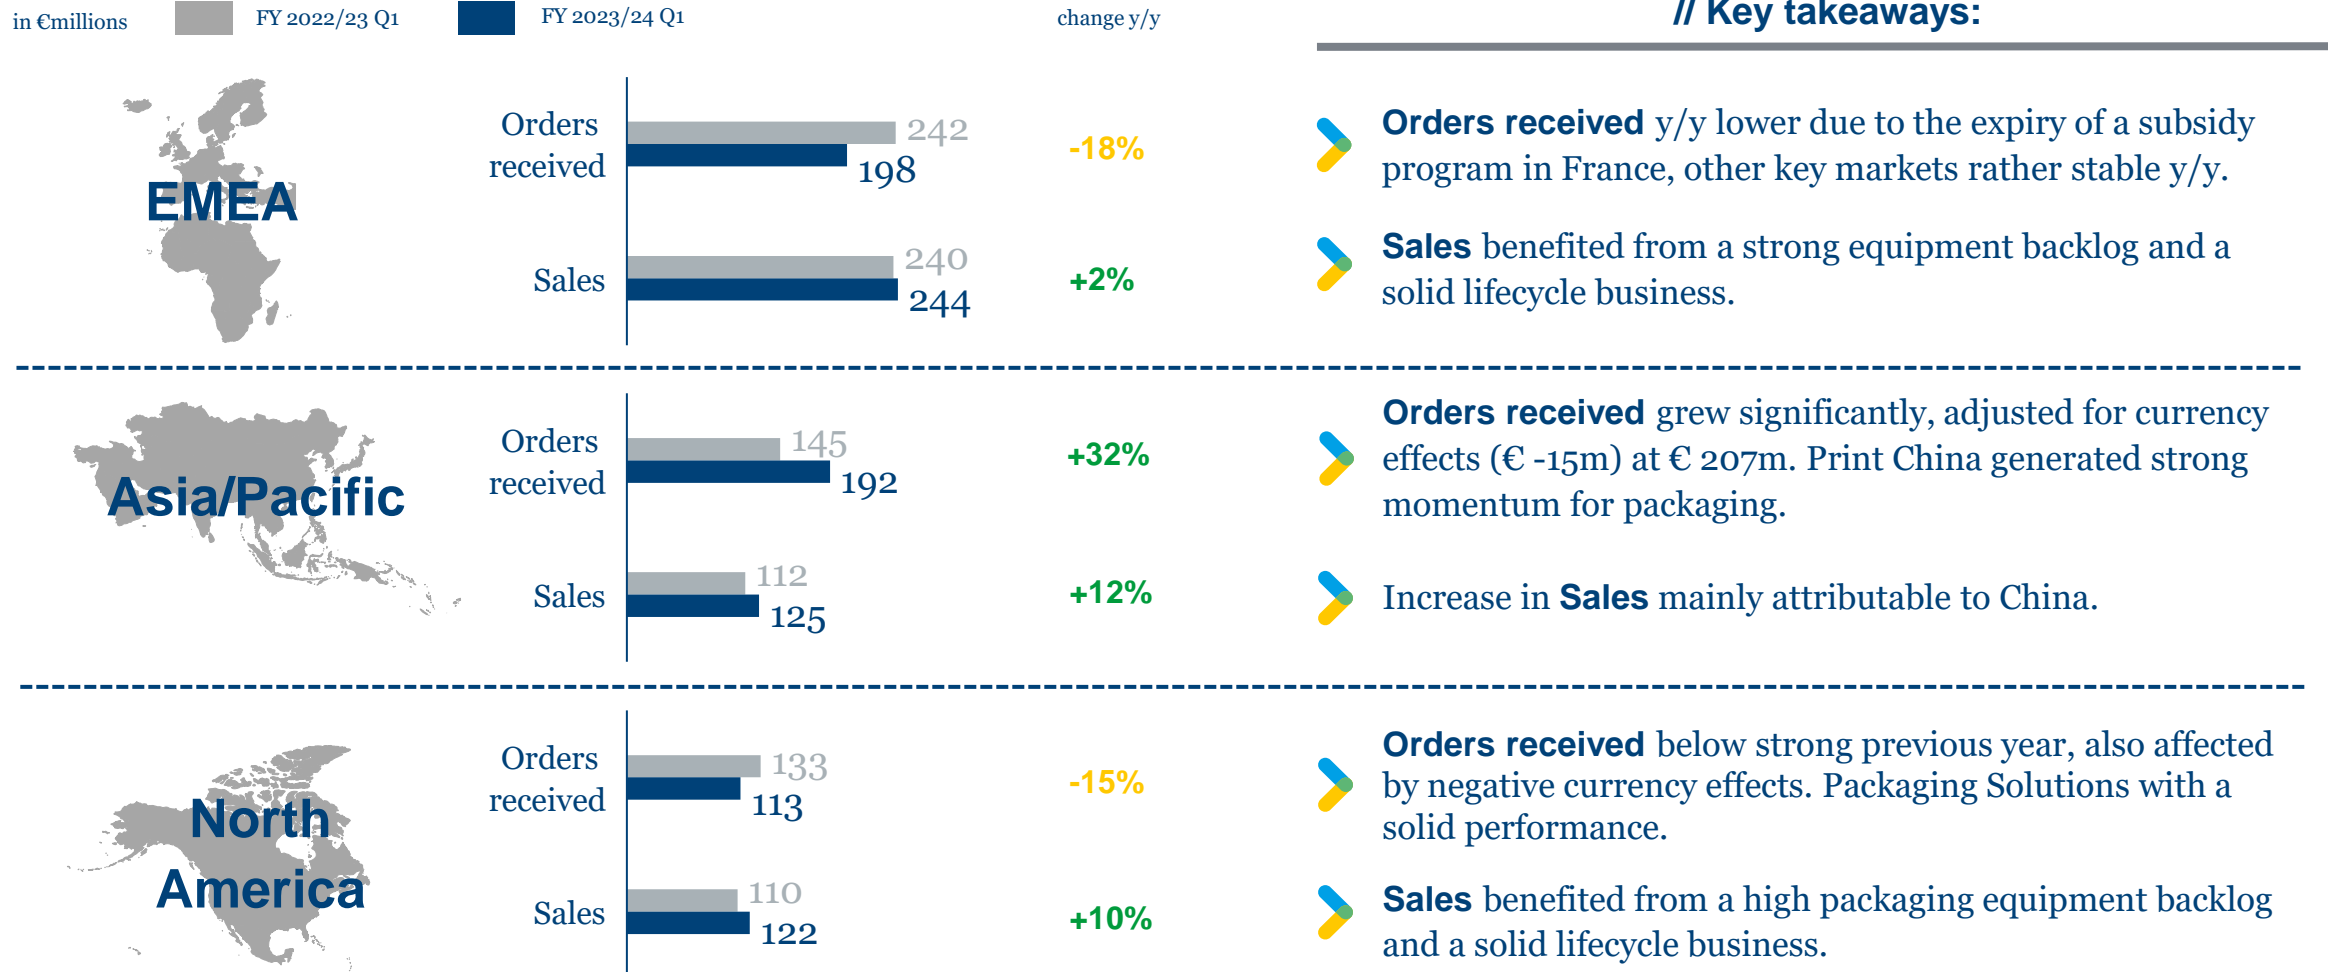 in €millions
FY 2022/23 Q1
FY 2023/24 Q1
change y/y
// Key takeaways:
EMEA
Orders
received
242
198
-18%
Orders received y/y lower due to the expiry of a subsidy
program in France, other key markets rather stable y/y.
Sales
240
244
+2%
Sales benefited from a strong equipment backlog and a
solid lifecycle business.
Asia/Pacific
Orders
received
145
192
+32%
Orders received grew significantly, adjusted for currency
effects (€ -15m) at € 207m. Print China generated strong
momentum for packaging.
Sales
112
125
+12%
Increase in Sales mainly attributable to China.
North
America
Orders
received
133
113
-15%
Orders received below strong previous year, also affected
by negative currency effects. Packaging Solutions with a
solid performance.
Sales
110
122
+10%
Sales benefited from a high packaging equipment backlog
and a solid lifecycle business.